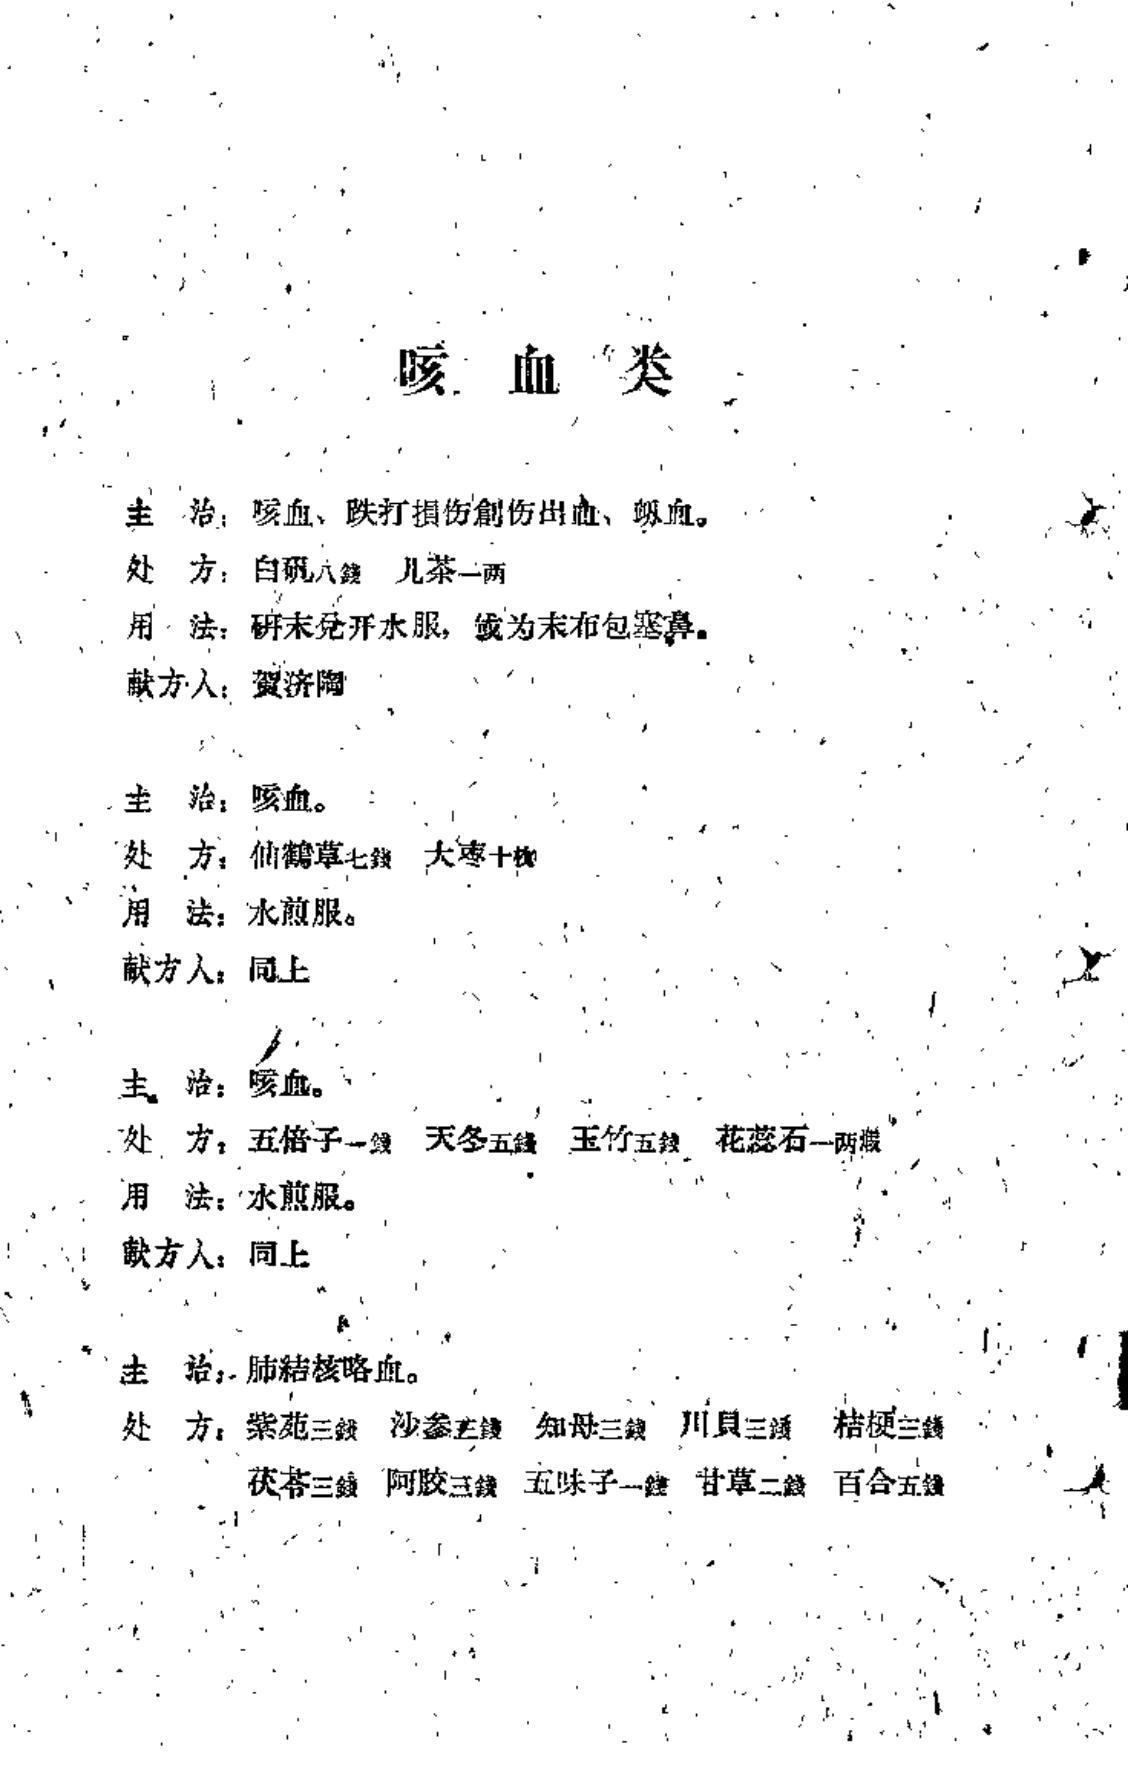 咳血类
主 治：咳血、跌打損伤創伤出血、衂血。
处 方：白矾八錢 儿茶一两
用 法：研末兑开水服，或为末布包塞鼻。
献方人：贺济陶
主 治：咳血。
处 方：仙鶴草七錢 大枣十枚
用 法：水煎服。
献方人：同上
主 治：咳血。
处 方：五倍子一錢 天冬五錢 玉竹五錢 花蕊石一两煅
用 法：水煎服。
献方人：同上
主 治：肺結核咯血。
处 方：紫苑三錢 沙参三錢 知母三錢 川貝三錢 桔梗三錢
茯苓三錢 阿胶三錢 五味子一錢 甘草二錢 百合五錢